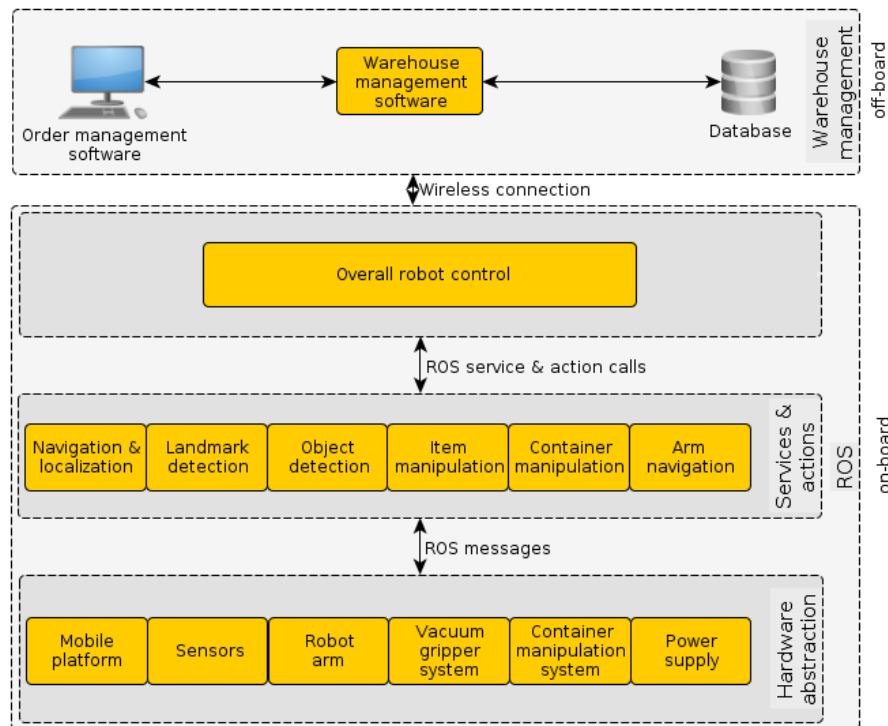 Warehouse
management
software
Order management
software
Database
Warehouse
management
off-board
Wireless connection
Overall robot control
ROS service & action calls
Navigation &
localization
Landmark
detection
Object
detection
Item
manipulation
Container
manipulation
Arm
navigation
Services &
actions
ROS
on-board
ROS messages
Mobile
platform
Sensors
Robot
arm
Vacuum
gripper
system
Container
manipulation
system
Power
supply
Hardware
abstraction